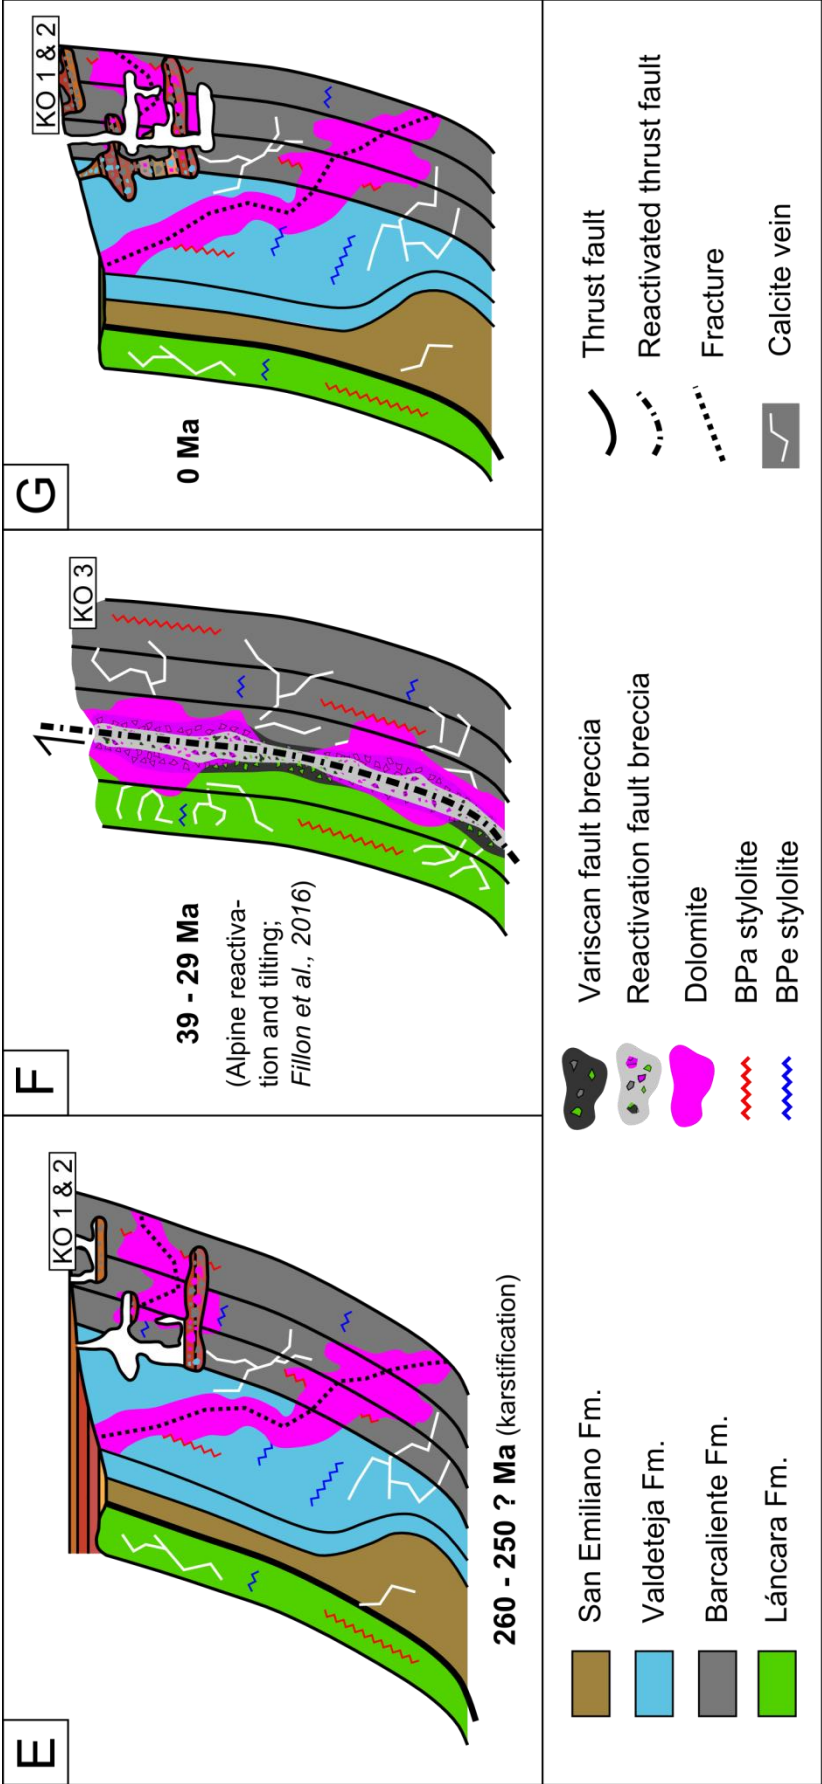 E
KO 1 & 2
260 - 250 ? Ma (karstification)
F
KO 3
39 - 29 Ma
(Alpine reactiva-
tion and tilting;
Fillon et al., 2016)
G
KO 1 & 2
0 Ma
San Emiliano Fm.
Valdeteja Fm.
Barcaliente Fm.
Láncara Fm.
Variscan fault breccia
Reactivation fault breccia
Dolomite
BPa stylolite
BPe stylolite
Thrust fault
Reactivated thrust fault
Fracture
Calcite vein